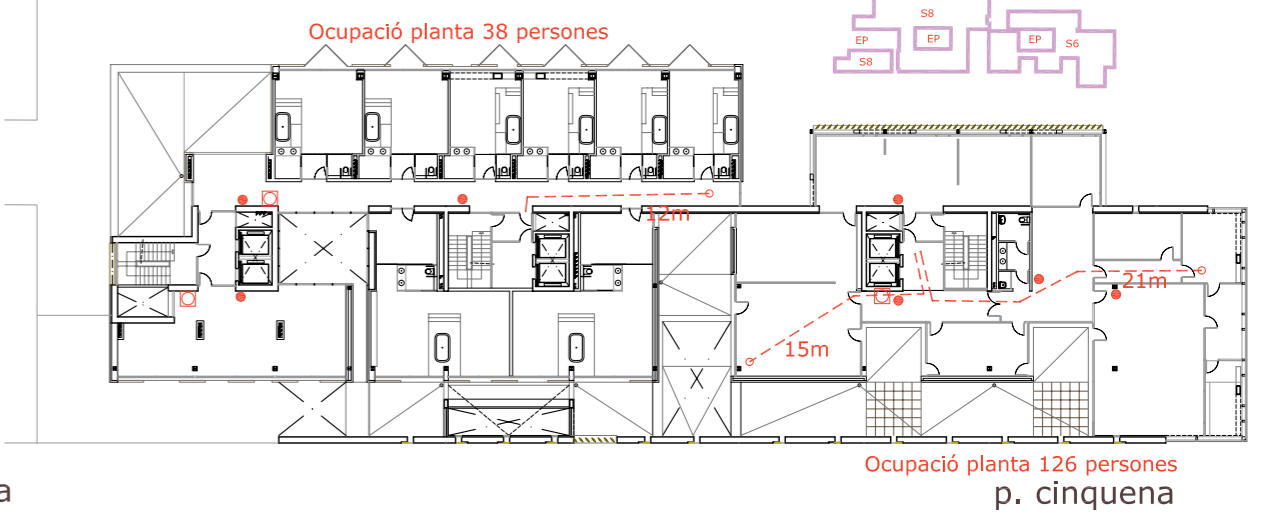 S8
Ocupació planta 38 persones
EP
EP
EP
S6
S8
12m
21m
15m
Ocupació planta 126 persones
a
p. cinquena